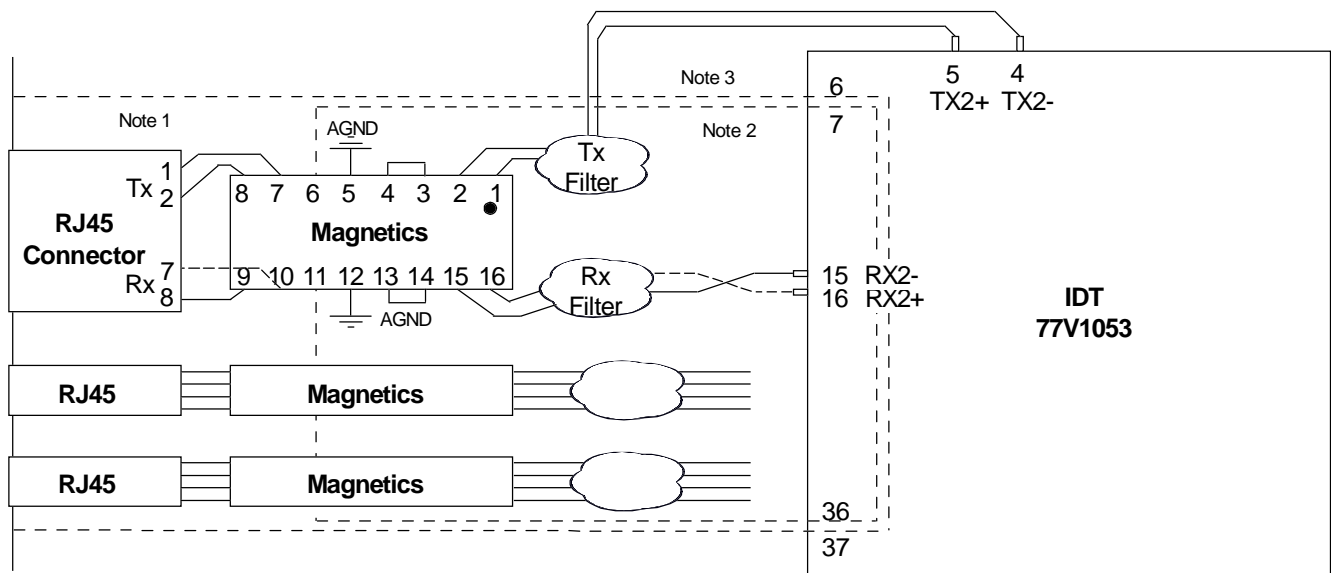 Note 3
6
5 4
TX2+ TX2-
Note 1
AGND
Note 2
7
Tx
Filter
1
Tx 2
8 7 6 5 4 3 2 1
RJ45
Connector
Magnetics
Rx 7
8
9 10 11 12 13 14 15 16
Rx
Filter
15 RX2-
16 RX2+
IDT
77V1053
AGND
RJ45
Magnetics
RJ45
Magnetics
36
37